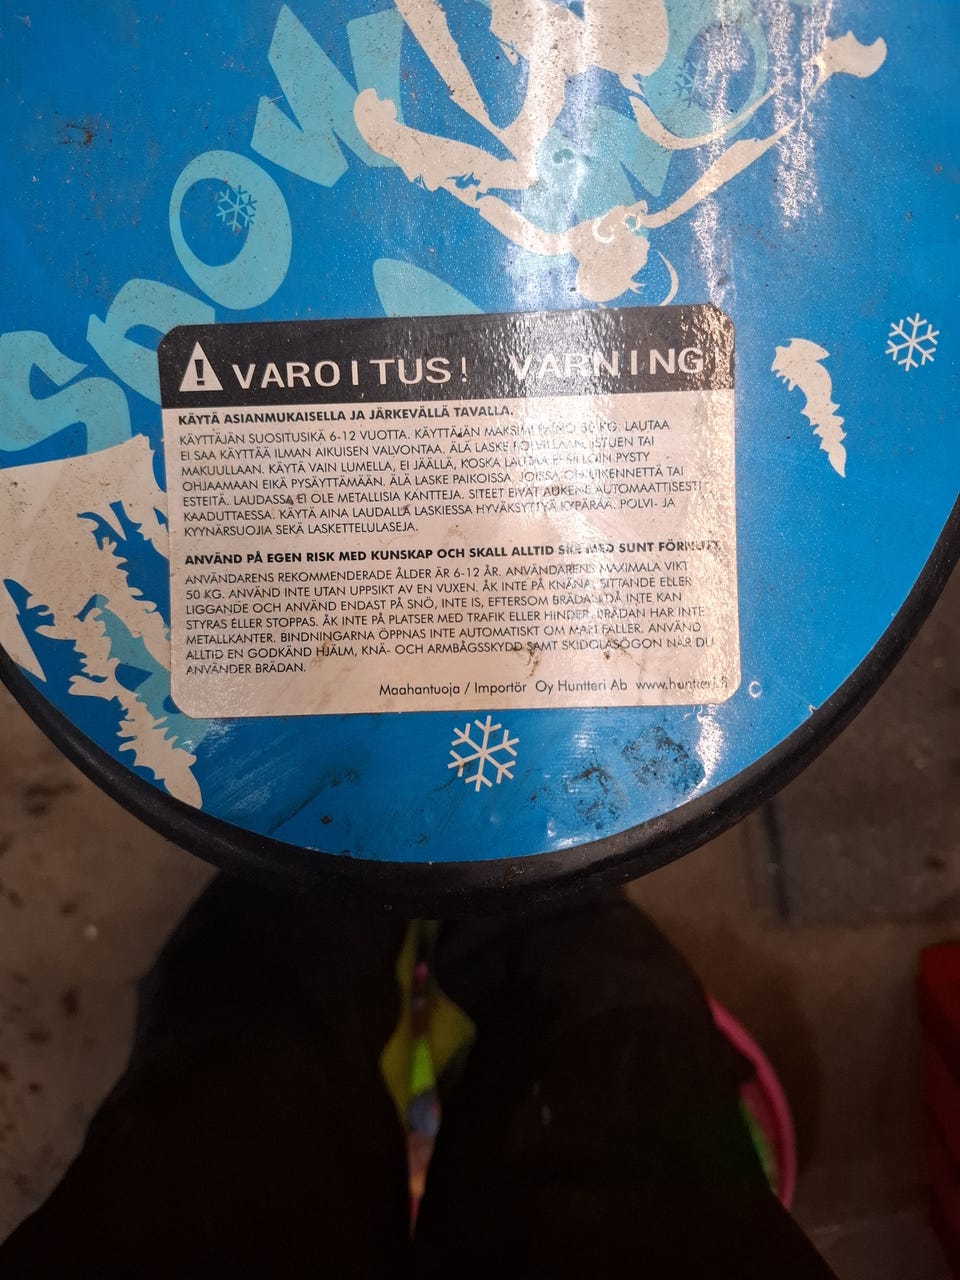 SNOW
VAROITUS! VARNING!
KÄYTÄ ASIANMUKAISELLA JA JÄRKEVÄLLÄ TAVALLA.
KÄYTTÄJÄN SUOSITUSIKÄ 6-12 VUOTTA. KÄYTTÄJÄN MAKSIMIPAINO 50 KG. LAUTAA
EI SAA KÄYTTÄÄ ILMAN AIKUISEN VALVONTAA. ÄLÄ LASKE POLVILLAAN, ISTUEN TAI
MAKUULLAAN. KÄYTÄ VAIN LUMELLA, EI JÄÄLLÄ, KOSKA LAUTAA EI SILLOIN PYSTY
OHJAAMAAN EIKÄ PYSÄYTTÄMÄÄN. ÄLÄ LASKE PAIKOISSA, JOISSA ON LIIKENNETTÄ TAI
ESTEITÄ. LAUDASSA EI OLE METALLISIA KANTTEJA. SITEET EIVÄT AUKENE AUTOMAATTISESTI
KAADUTTAESSA. KÄYTÄ AINA LAUDALLA LASKIESSA HYVÄKSYTTYÄ KYPÄRÄÄ, POLVI- JA
KYYNÄRSUOJIA SEKÄ LASKETTELULASEJA.
ANVÄND PÅ EGEN RISK MED KUNSKAP OCH SKALL ALLTID SKE MED SUNT FÖRNUFT.
ANVÄNDARENS REKOMMENDERADE ÅLDER ÄR 6-12 ÅR. ANVÄNDARENS MAXIMALA VIKT
50 KG. ANVÄND INTE UTAN UPPSIKT AV EN VUXEN. ÅK INTE PÅ KNÄNA, SITTANDE ELLER
LIGGANDE OCH ANVÄND ENDAST PÅ SNÖ, INTE IS, EFTERSOM BRÄDAN DÅ INTE KAN
STYRAS ELLER STOPPAS. ÅK INTE PÅ PLATSER MED TRAFIK ELLER HINDER. BRÄDAN HAR INTE
METALLKANTER. BINDNINGARNA ÖPPNAS INTE AUTOMATISKT OM MAN FALLER. ANVÄND
ALLTID EN GODKÄND HJÄLM, KNÄ- OCH ARMBÅGSSKYDD SAMT SKIDGLASÖGON NÄR DU
ANVÄNDER BRÄDAN.
Maahantuoja / Importör Oy Huntteri Ab www.huntteri.fi